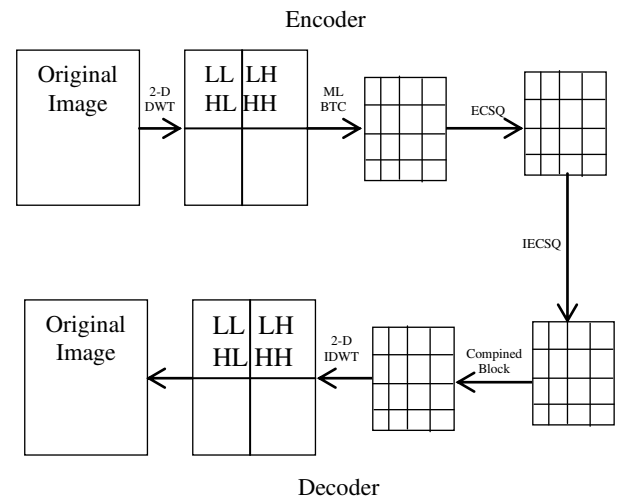 Encoder
Original
Image
2-D
DWT
LL LH
HL HH
ML
BTC
ECSQ
IECSQ
Original
Image
LL LH
HL HH
2-D
IDWT
Compined
Block
Decoder